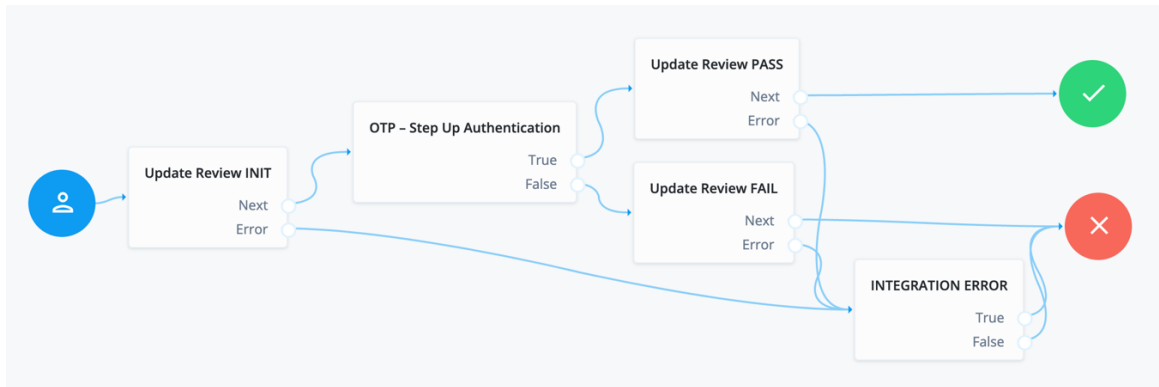 Update Review INIT
Next
Error
OTP – Step Up Authentication
True
False
Update Review PASS
Next
Error
Update Review FAIL
Next
Error
INTEGRATION ERROR
True
False